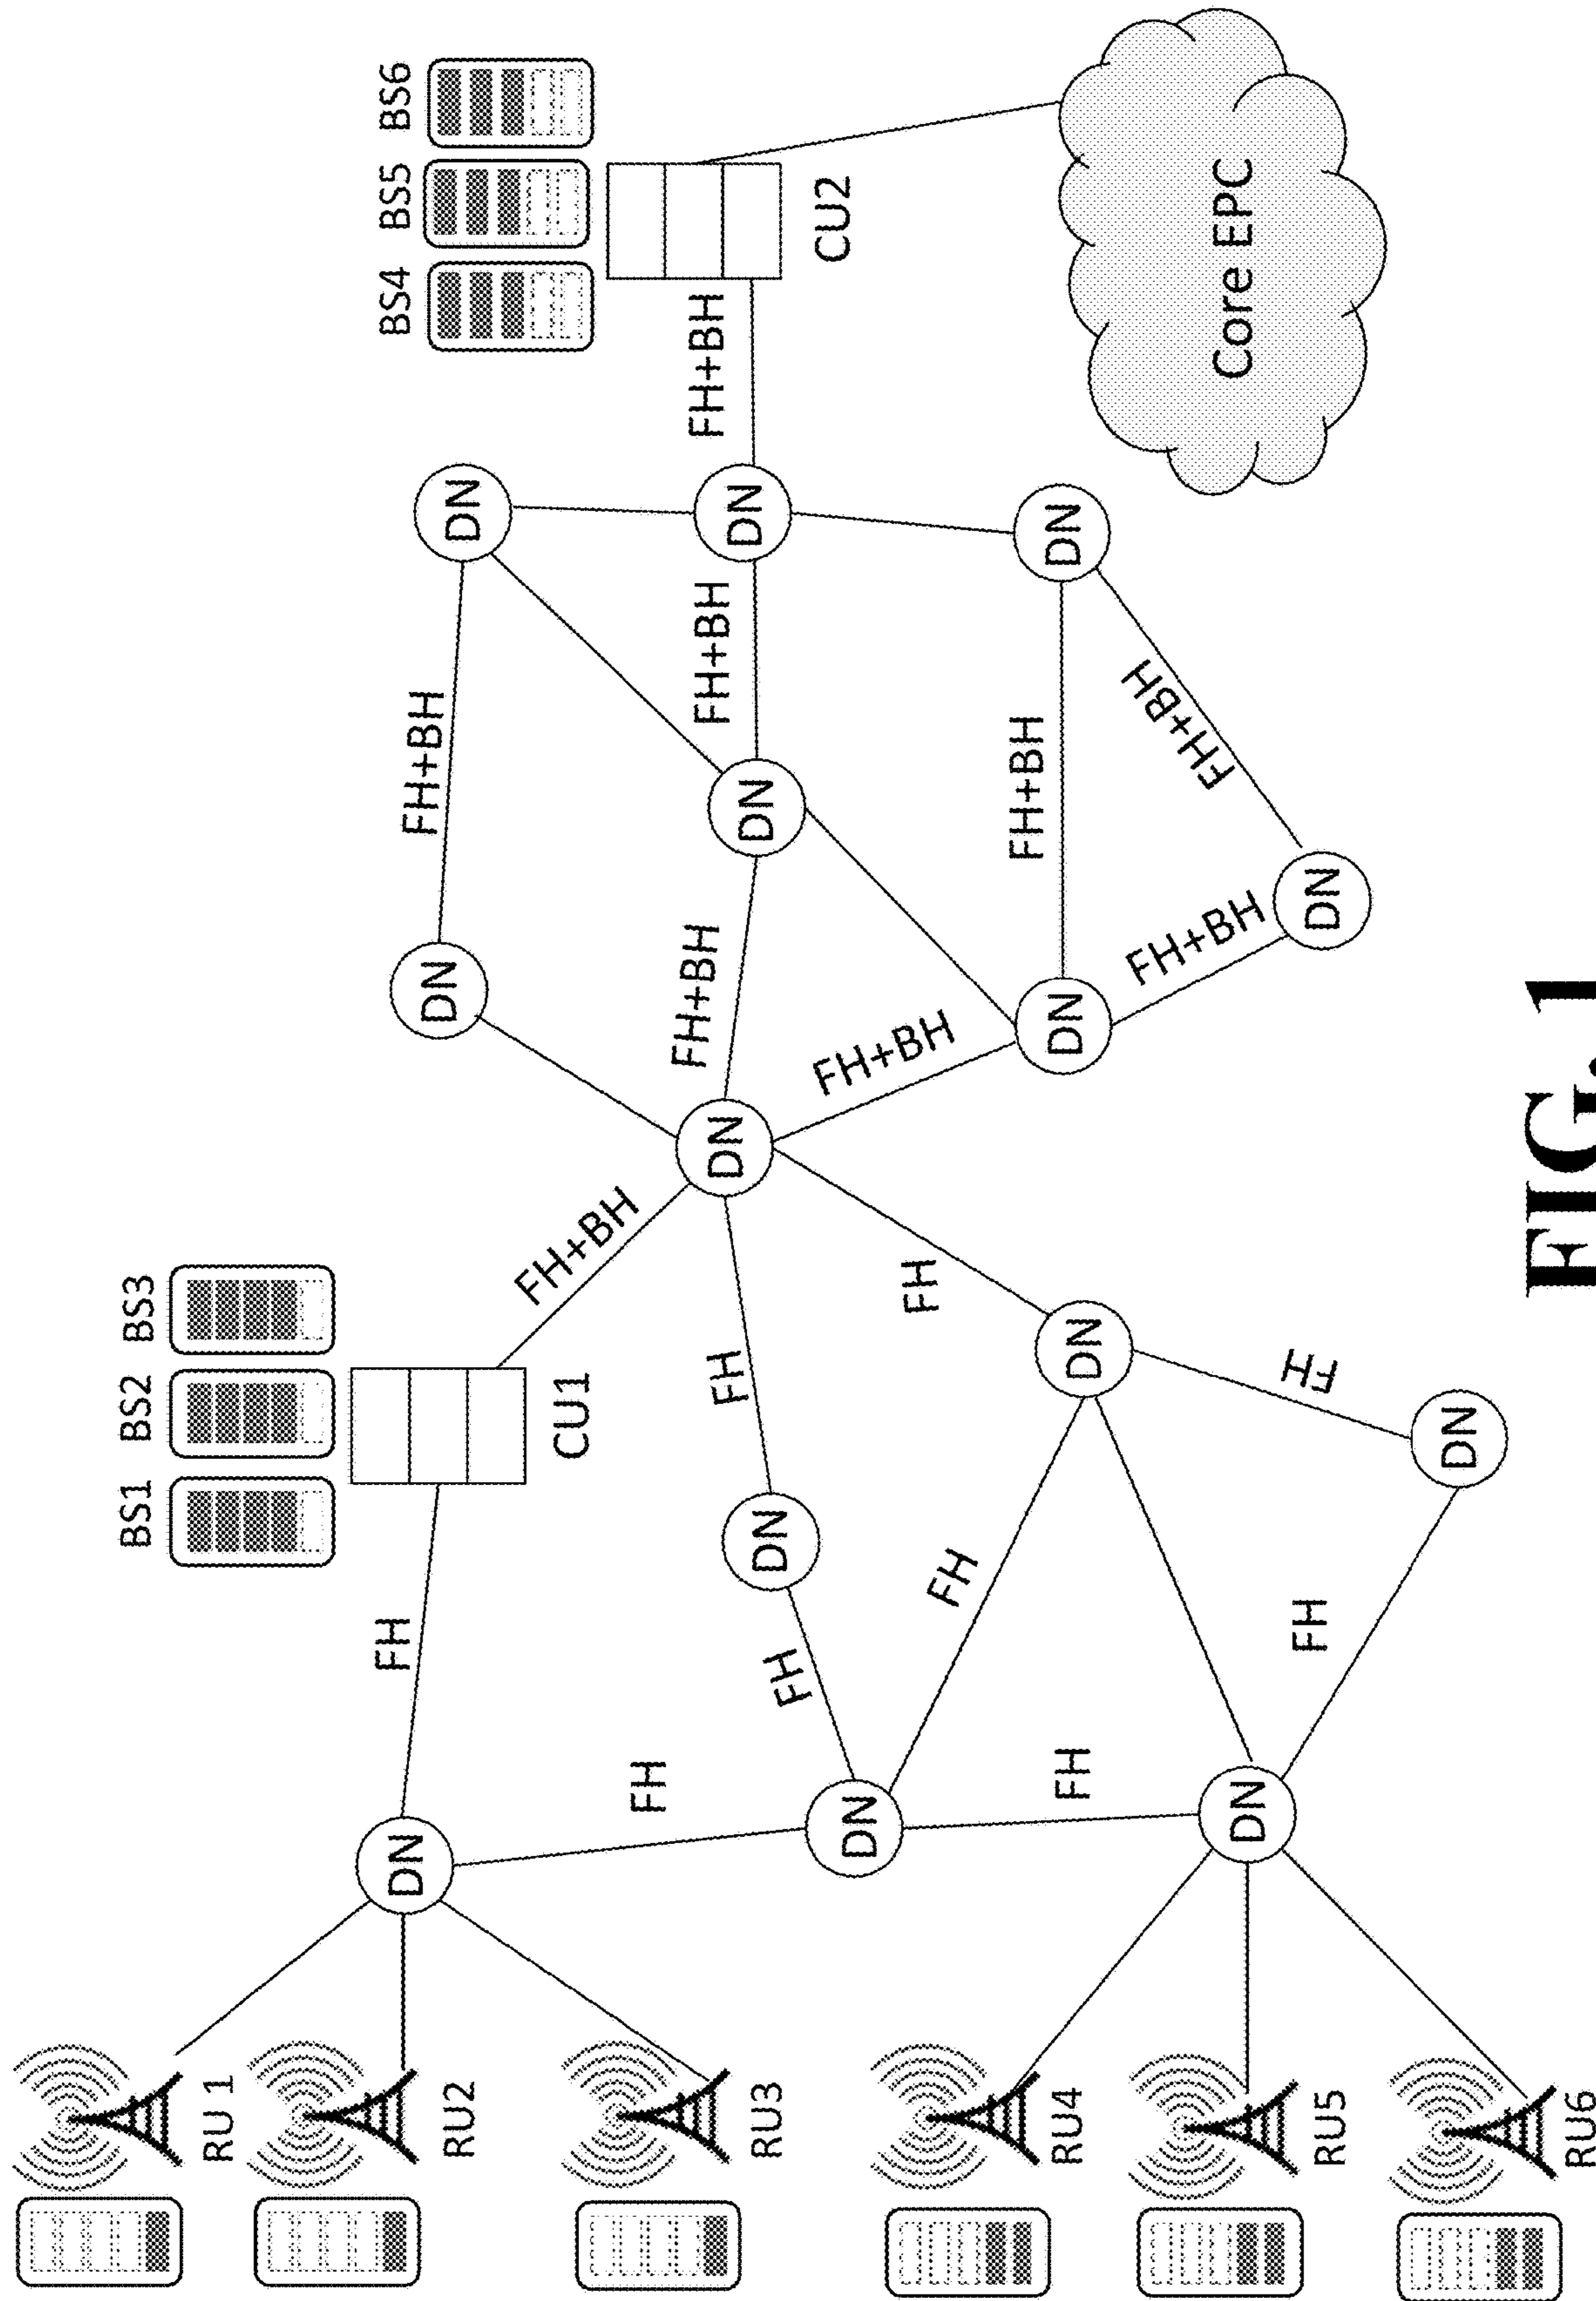 BS1 BS2 BS3
RU 1
BS4 BS5 BS6
FH
DN
FH+BH
DN
DN
RU2
CU1
FH+BH
FH
FH+BH
FH+BH
FH+BH
FH
DN
DN
DN
DN
RU3
FH
CU2
DN
FH+BH
FH
FH
FH+BH
RU4
FH
DN
DN
DN
FH+BH
FH+BH
Core EPC
DN
FH
FH
DN
RU5
DN
RU6
FIG. 1